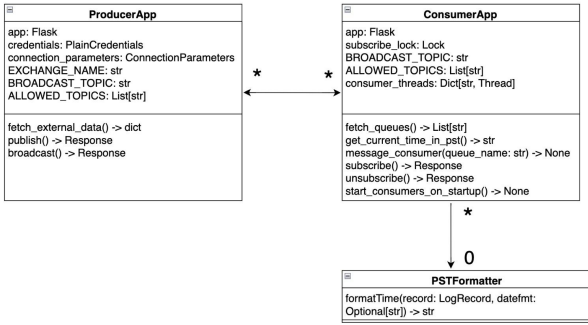 ProducerApp
app: Flask
credentials: PlainCredentials
connection_parameters: ConnectionParameters
EXCHANGE_NAME: str
BROADCAST_TOPIC: str
ALLOWED_TOPICS: List[str]
fetch_external_data() -> dict
publish() -> Response
broadcast() -> Response
* *
ConsumerApp
app: Flask
subscribe_lock: Lock
BROADCAST_TOPIC: str
ALLOWED_TOPICS: List[str]
consumer_threads: Dict[str, Thread]
fetch_queues() -> List[str]
get_current_time_in_pst() -> str
message_consumer(queue_name: str) -> None
subscribe() -> Response
unsubscribe() -> Response
start_consumers_on_startup() -> None
*
0
PSTFormatter
formatTime(record: LogRecord, datefmt:
Optional[str]) -> str